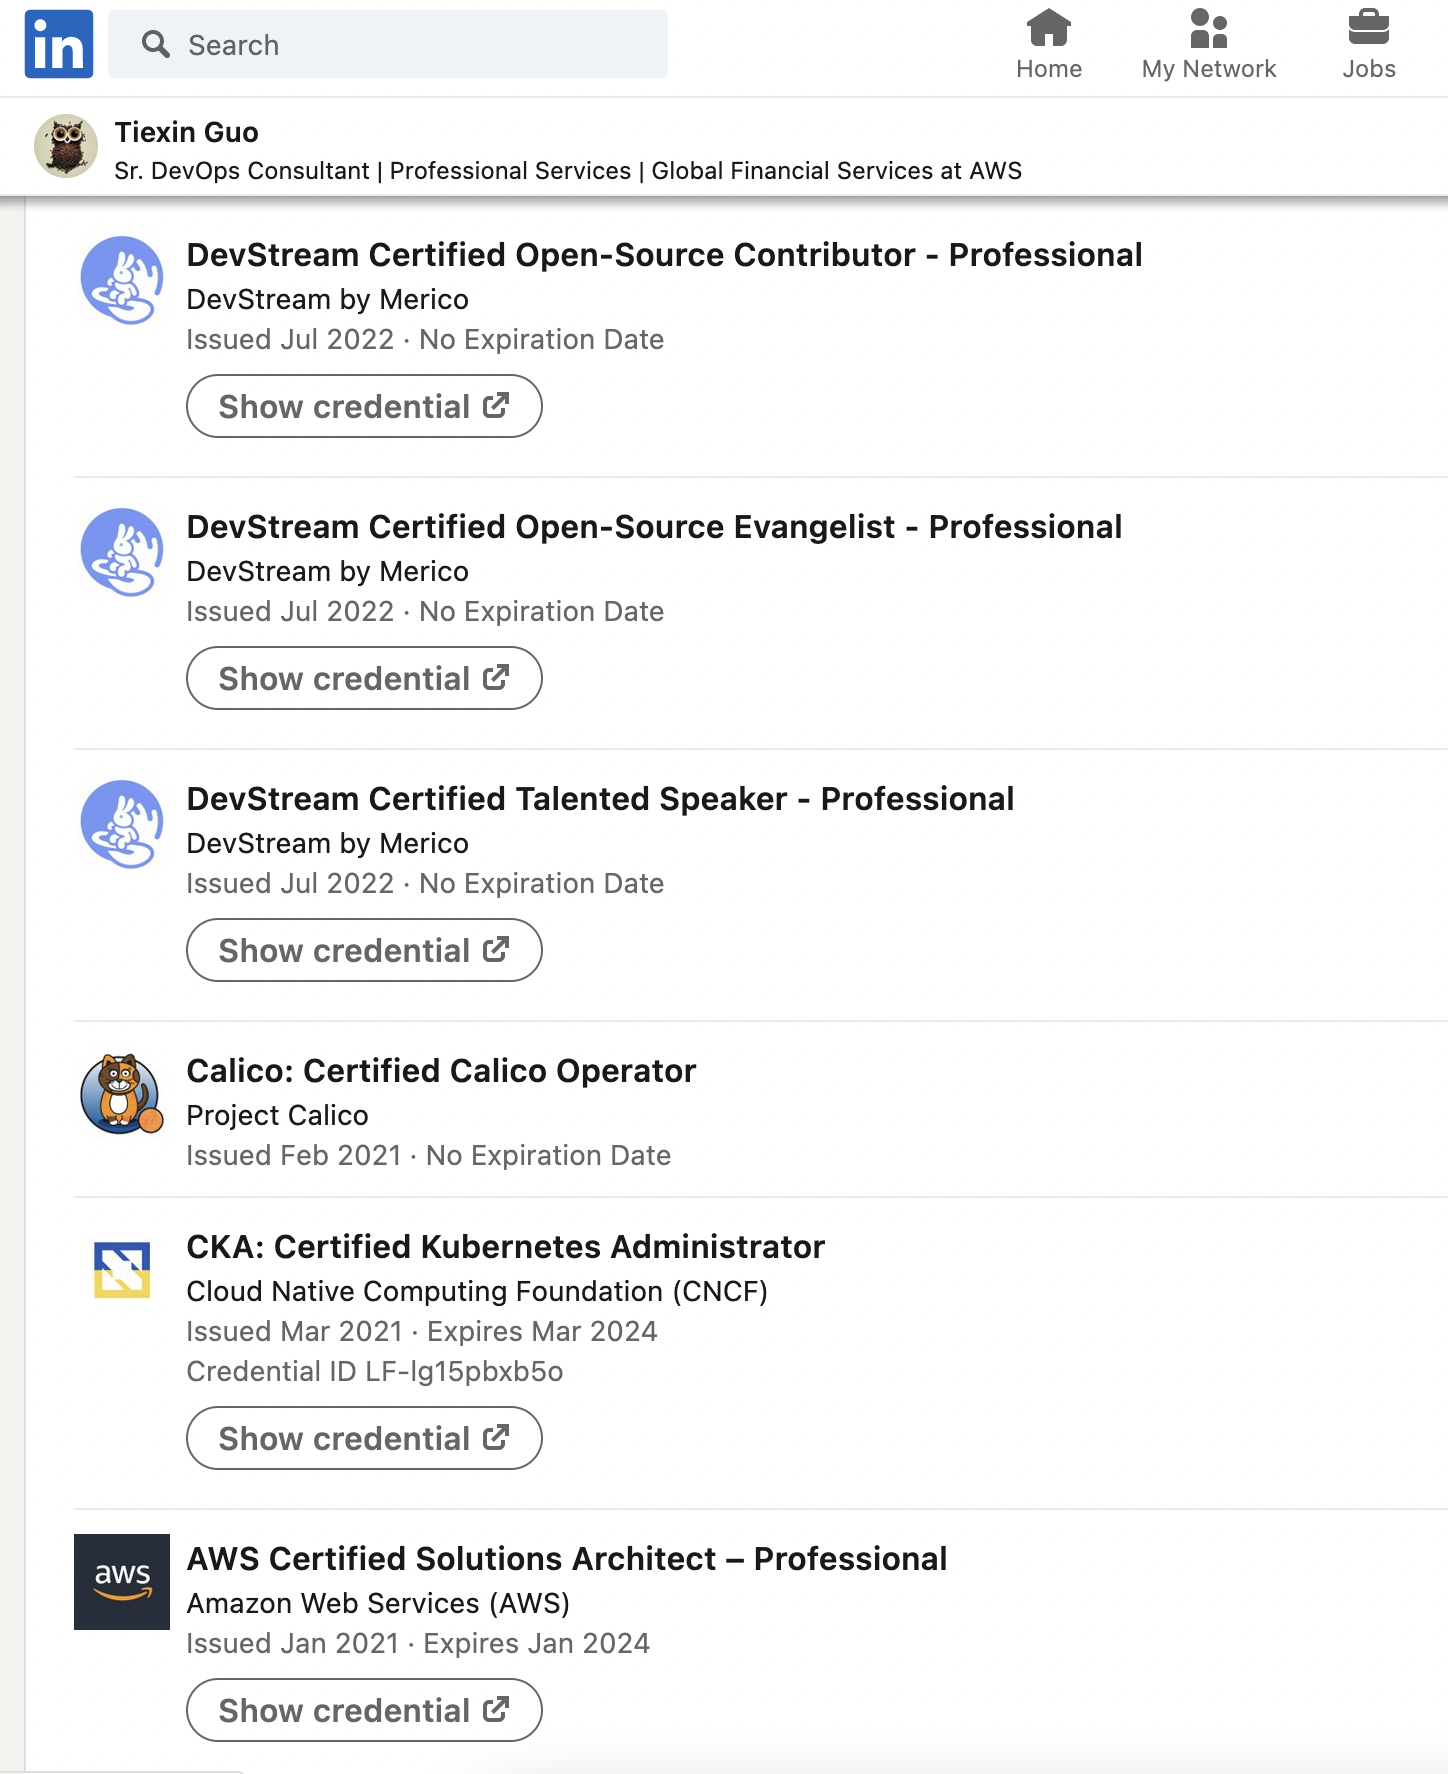 in
Search
Home
My Network
Jobs
Tiexin Guo
Sr. DevOps Consultant | Professional Services | Global Financial Services at AWS
DevStream Certified Open-Source Contributor - Professional
DevStream by Merico
Issued Jul 2022 · No Expiration Date
Show credential
DevStream Certified Open-Source Evangelist - Professional
DevStream by Merico
Issued Jul 2022 · No Expiration Date
Show credential
DevStream Certified Talented Speaker - Professional
DevStream by Merico
Issued Jul 2022 · No Expiration Date
Show credential
Calico: Certified Calico Operator
Project Calico
Issued Feb 2021 · No Expiration Date
CKA: Certified Kubernetes Administrator
Cloud Native Computing Foundation (CNCF)
Issued Mar 2021 · Expires Mar 2024
Credential ID LF-lg15pbxb5o
Show credential
aws
AWS Certified Solutions Architect – Professional
Amazon Web Services (AWS)
Issued Jan 2021 · Expires Jan 2024
Show credential